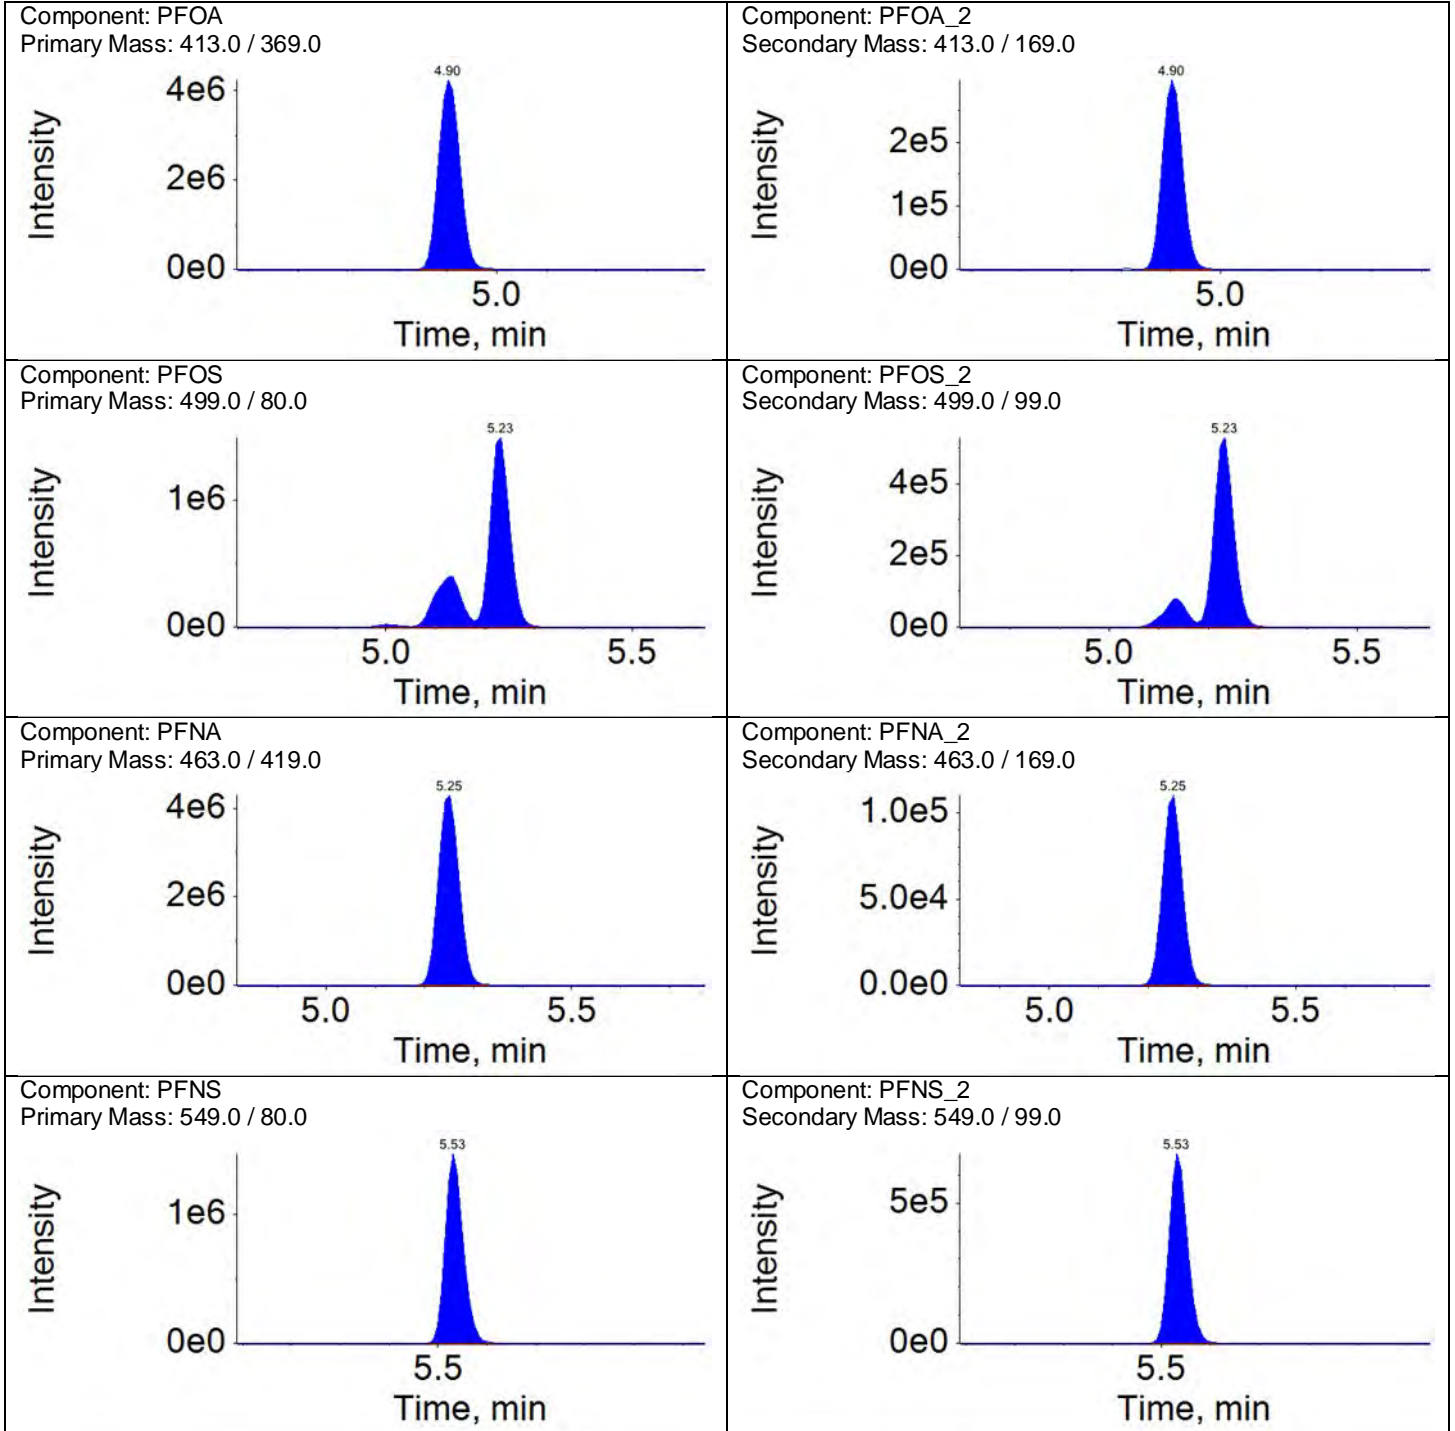 Component: PFOA
Primary Mass: 413.0 / 369.0
4.90
4e6
2e6
0e0
Intensity
5.0
Time, min
Component: PFOA_2
Secondary Mass: 413.0 / 169.0
4.90
2e5
1e5
0e0
Intensity
5.0
Time, min
Component: PFOS
Primary Mass: 499.0 / 80.0
5.23
1e6
0e0
Intensity
5.0 5.5
Time, min
Component: PFOS_2
Secondary Mass: 499.0 / 99.0
5.23
4e5
2e5
0e0
Intensity
5.0 5.5
Time, min
Component: PFNA
Primary Mass: 463.0 / 419.0
5.25
4e6
2e6
0e0
Intensity
5.0 5.5
Time, min
Component: PFNA_2
Secondary Mass: 463.0 / 169.0
5.25
1.0e5
5.0e4
0.0e0
Intensity
5.0 5.5
Time, min
Component: PFNS
Primary Mass: 549.0 / 80.0
5.53
1e6
0e0
Intensity
5.5
Time, min
Component: PFNS_2
Secondary Mass: 549.0 / 99.0
5.53
5e5
0e0
Intensity
5.5
Time, min